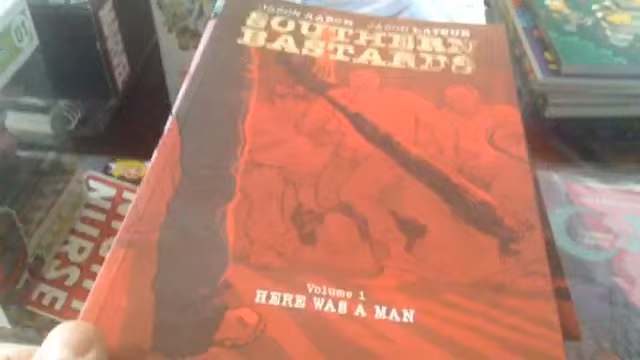 JASON AARON JASON LATOUR
SOUTHERN
BASTARDS
Volume 1
HERE WAS A MAN
NURSE